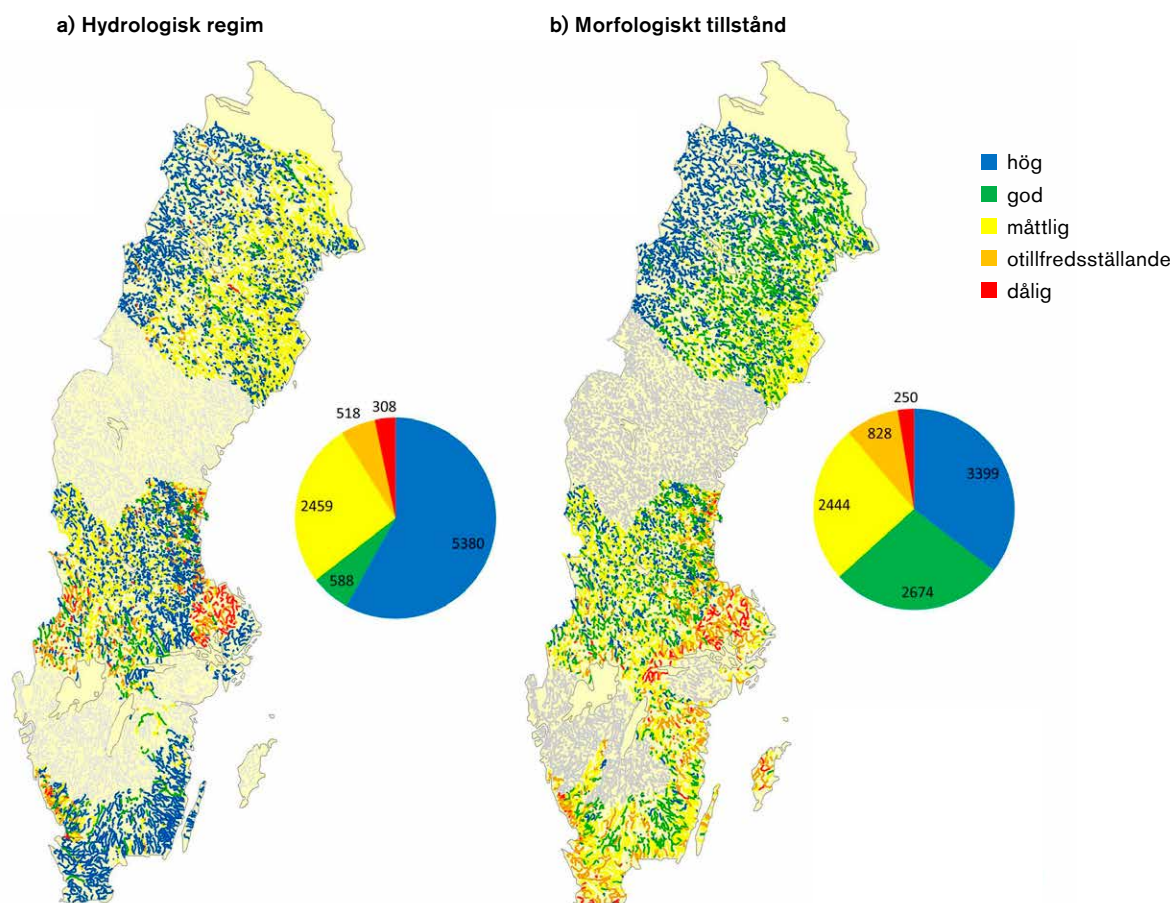 a) Hydrologisk regim
b) Morfologiskt tillstånd
hög
god
måttlig
otillfredsställande
dålig
518
308
2459
5380
588
250
828
3399
2444
2674